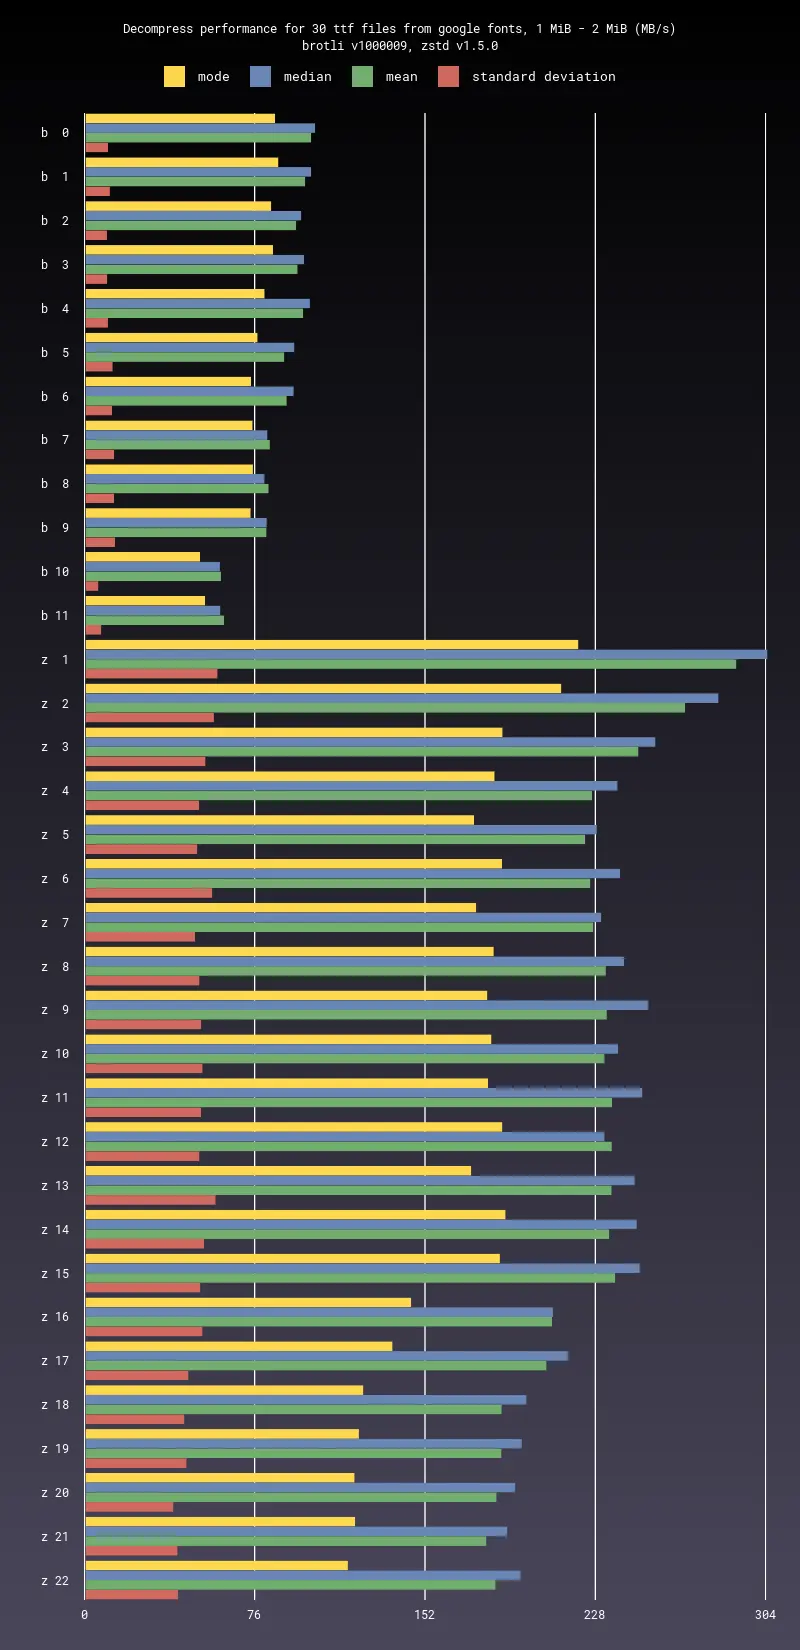 Decompress performance for 30 ttf files from google fonts, 1 MiB - 2 MiB (MB/s)
brotli v1000009, zstd v1.5.0
mode median mean standard deviation
b 0
b 1
b 2
b 3
b 4
b 5
b 6
b 7
b 8
b 9
b 10
b 11
z 1
z 2
z 3
z 4
z 5
z 6
z 7
z 8
z 9
z 10
z 11
z 12
z 13
z 14
z 15
z 16
z 17
z 18
z 19
z 20
z 21
z 22
0 76 152 228 304